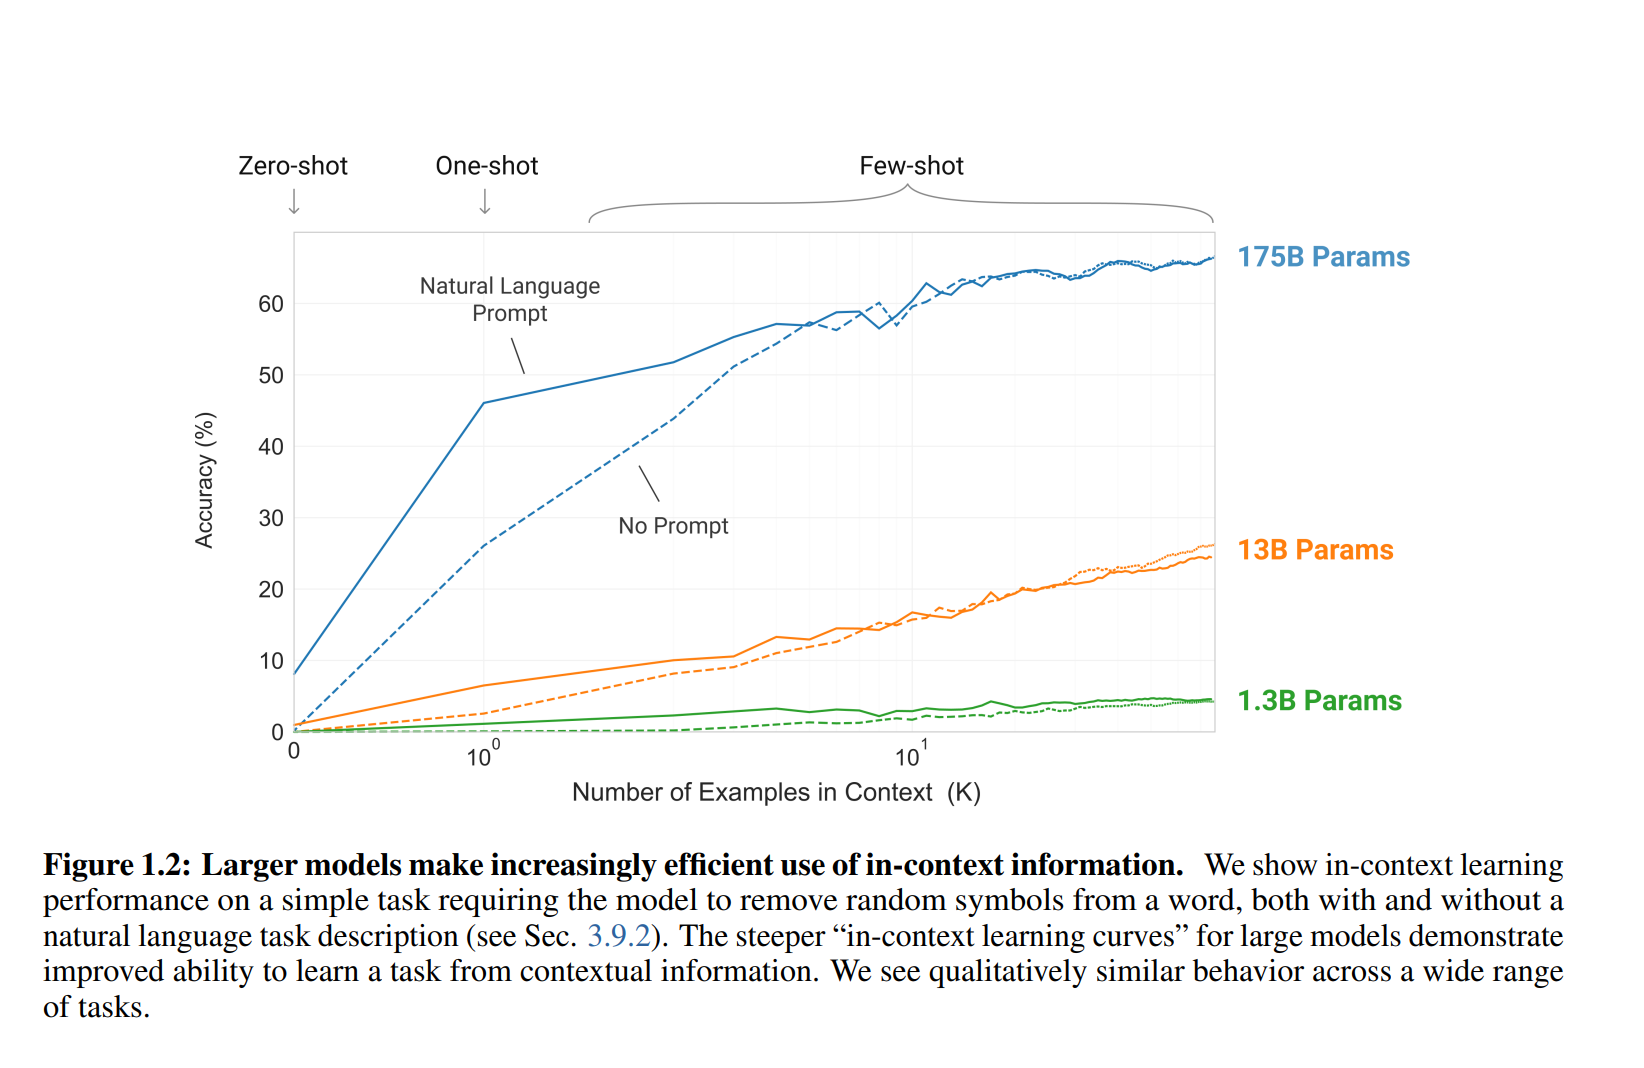 Zero-shot
One-shot
Few-shot
175B Params
Natural Language
Prompt
No Prompt
13B Params
1.3B Params
Accuracy (%)
60
50
40
30
20
10
0
0
10^0
10^1
Number of Examples in Context (K)
Figure 1.2: Larger models make increasingly efficient use of in-context information. We show in-context learning
performance on a simple task requiring the model to remove random symbols from a word, both with and without a
natural language task description (see Sec. 3.9.2). The steeper “in-context learning curves” for large models demonstrate
improved ability to learn a task from contextual information. We see qualitatively similar behavior across a wide range
of tasks.